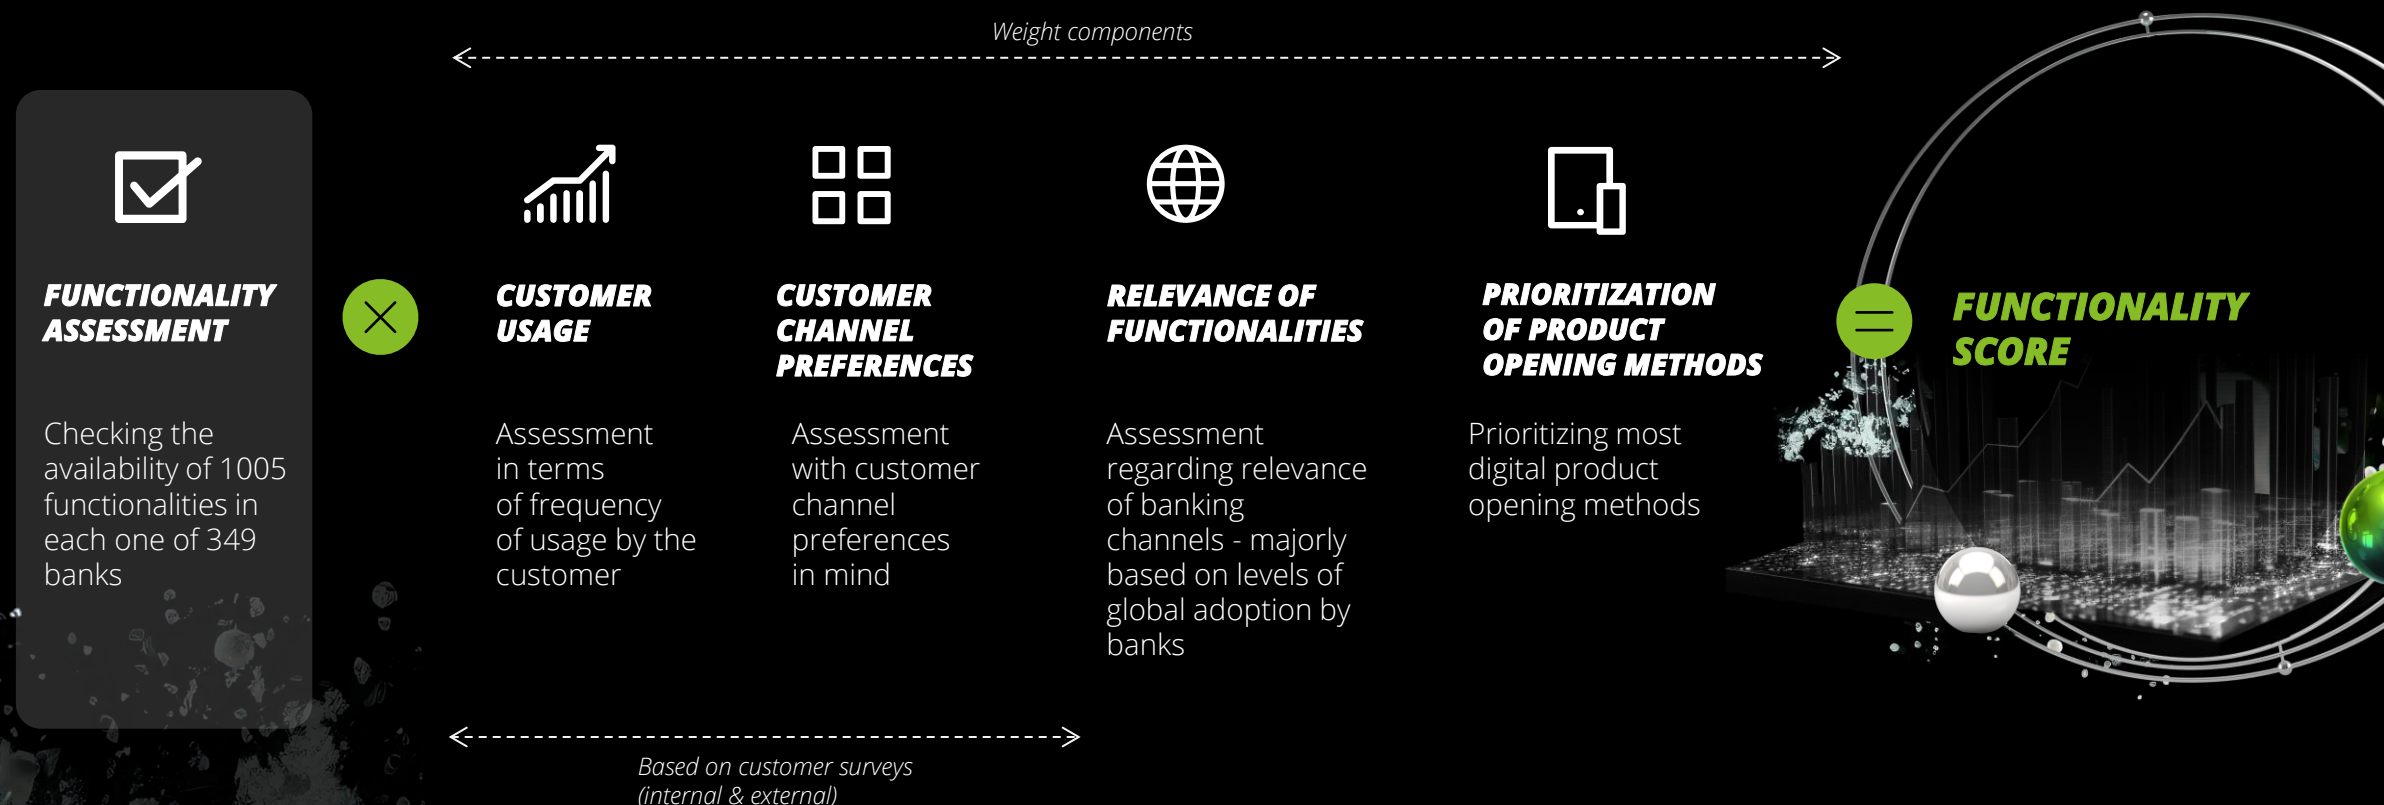 Weight components
FUNCTIONALITY
ASSESSMENT
Checking the
availability of 1005
functionalities in
each one of 349
banks
CUSTOMER
USAGE
Assessment
in terms
of frequency
of usage by the
customer
CUSTOMER
CHANNEL
PREFERENCES
Assessment
with customer
channel
preferences
in mind
RELEVANCE OF
FUNCTIONALITIES
Assessment
regarding relevance
of banking
channels - majorly
based on levels of
global adoption by
banks
PRIORITIZATION
OF PRODUCT
OPENING METHODS
Prioritizing most
digital product
opening methods
FUNCTIONALITY
SCORE
Based on customer surveys
(internal & external)